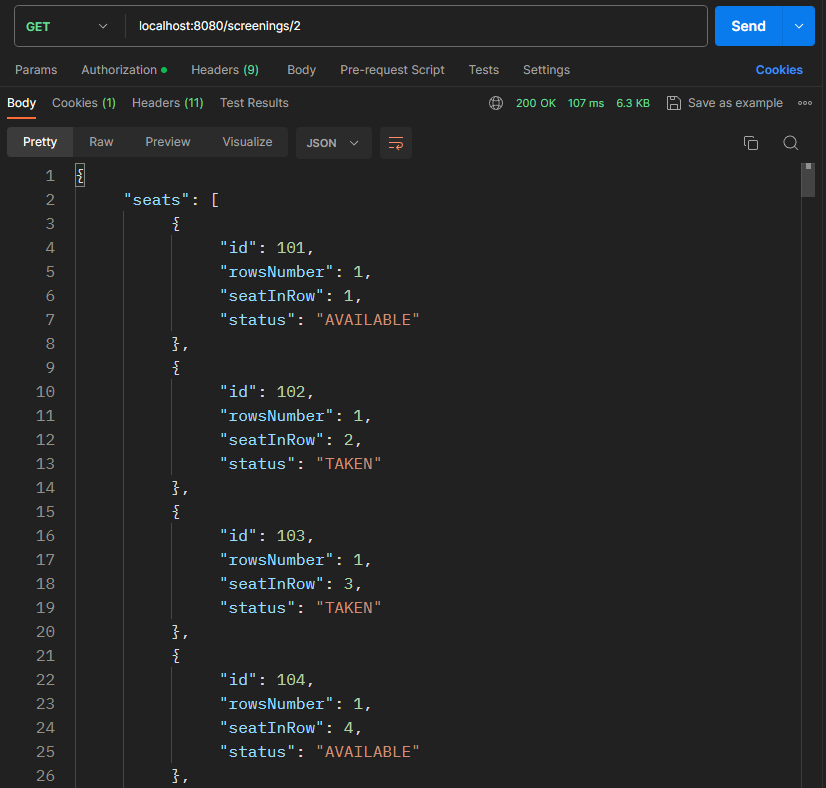 GET localhost:8080/screenings/2 Send
Params Authorization Headers (9) Body Pre-request Script Tests Settings Cookies
Body Cookies (1) Headers (11) Test Results 200 OK 107 ms 6.3 KB Save as example
Pretty Raw Preview Visualize JSON
1 {
2 "seats": [
3 {
4 "id": 101,
5 "rowsNumber": 1,
6 "seatInRow": 1,
7 "status": "AVAILABLE"
8 },
9 {
10 "id": 102,
11 "rowsNumber": 1,
12 "seatInRow": 2,
13 "status": "TAKEN"
14 },
15 {
16 "id": 103,
17 "rowsNumber": 1,
18 "seatInRow": 3,
19 "status": "TAKEN"
20 },
21 {
22 "id": 104,
23 "rowsNumber": 1,
24 "seatInRow": 4,
25 "status": "AVAILABLE"
26 },